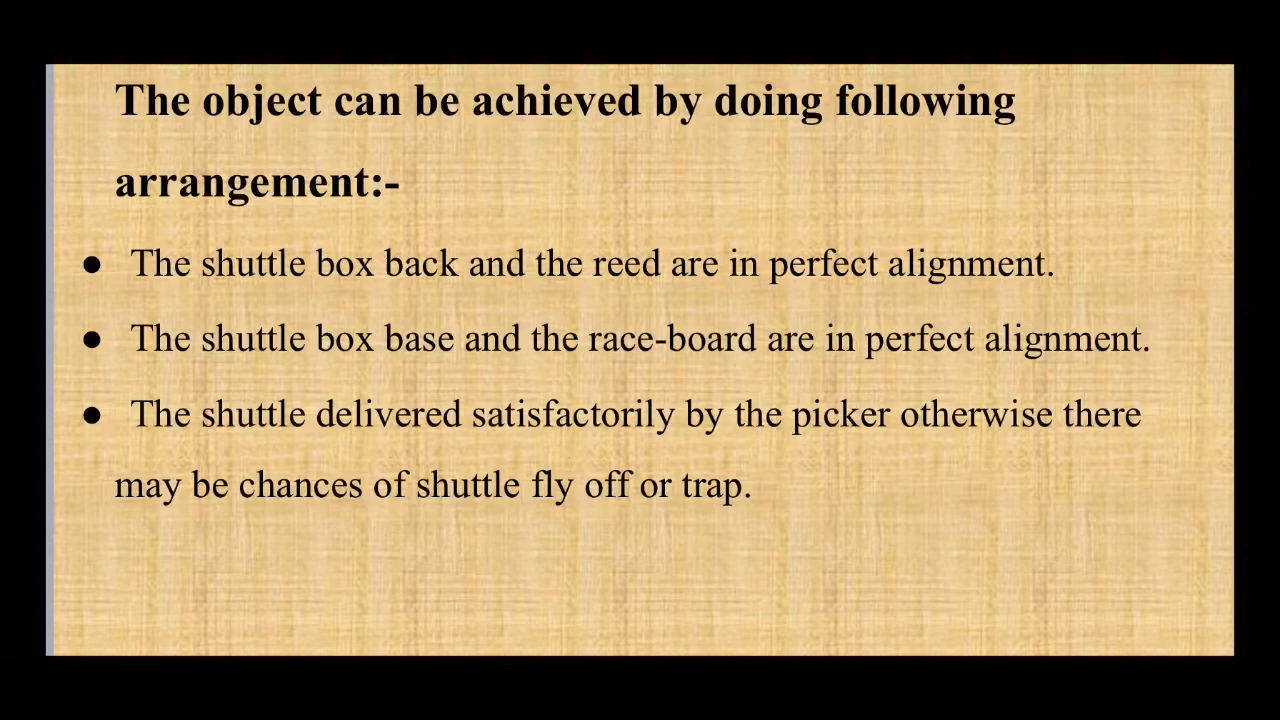 The object can be achieved by doing following
arrangement:-
● The shuttle box back and the reed are in perfect alignment.
● The shuttle box base and the race-board are in perfect alignment.
● The shuttle delivered satisfactorily by the picker otherwise there
may be chances of shuttle fly off or trap.